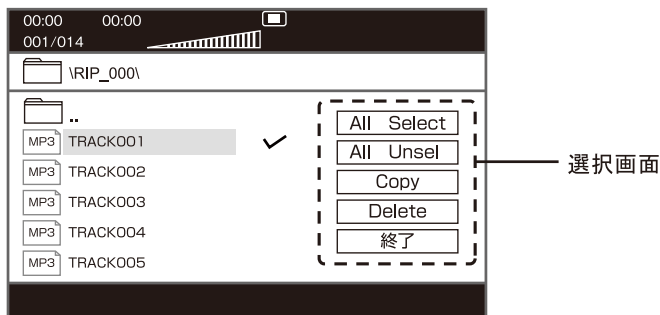 00:00 00:00
001/014
\RIP_000\
..
MP3 TRACK001
MP3 TRACK002
MP3 TRACK003
MP3 TRACK004
MP3 TRACK005
All Select
All Unsel
Copy
Delete
終了
選択画面